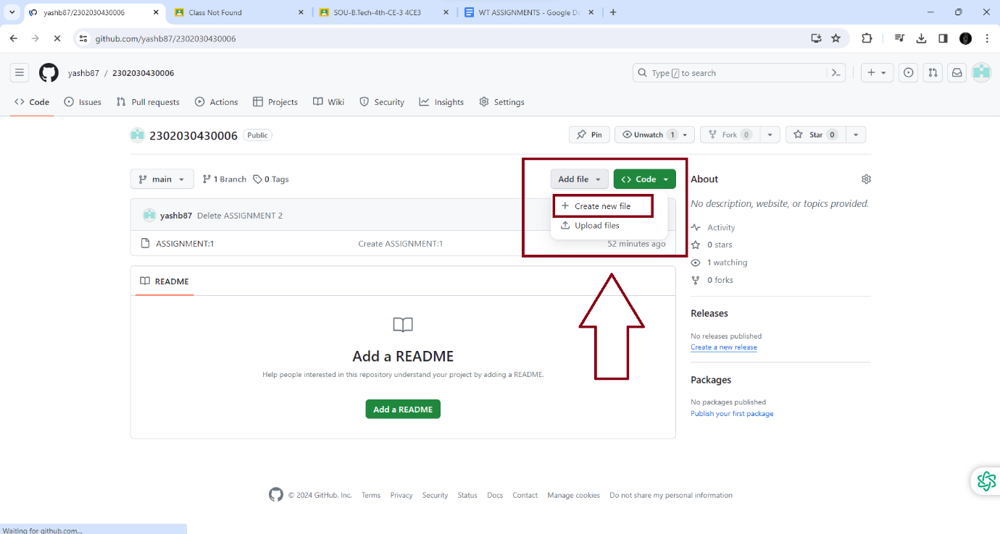 yashb87/2302030430006
Class Not Found
SOU-B.Tech-4th-CE-3 4CE3
WT ASSIGNMENTS - Google Do
github.com/yashb87/2302030430006
yashb87 / 2302030430006
Type / to search
Code
Issues
Pull requests
Actions
Projects
Wiki
Security
Insights
Settings
2302030430006
Public
Pin
Unwatch 1
Fork 0
Star 0
main
1 Branch
0 Tags
Add file
Code
Create new file
Upload files
yashb87 Delete ASSIGNMENT 2
ASSIGNMENT:1 Create ASSIGNMENT:1 52 minutes ago
README
Add a README
Help people interested in this repository understand your project by adding a README.
Add a README
About
No description, website, or topics provided.
Activity
0 stars
1 watching
0 forks
Releases
No releases published
Create a new release
Packages
No packages published
Publish your first package
© 2024 GitHub, Inc. Terms Privacy Security Status Docs Contact Manage cookies Do not share my personal information
Waiting for github.com...